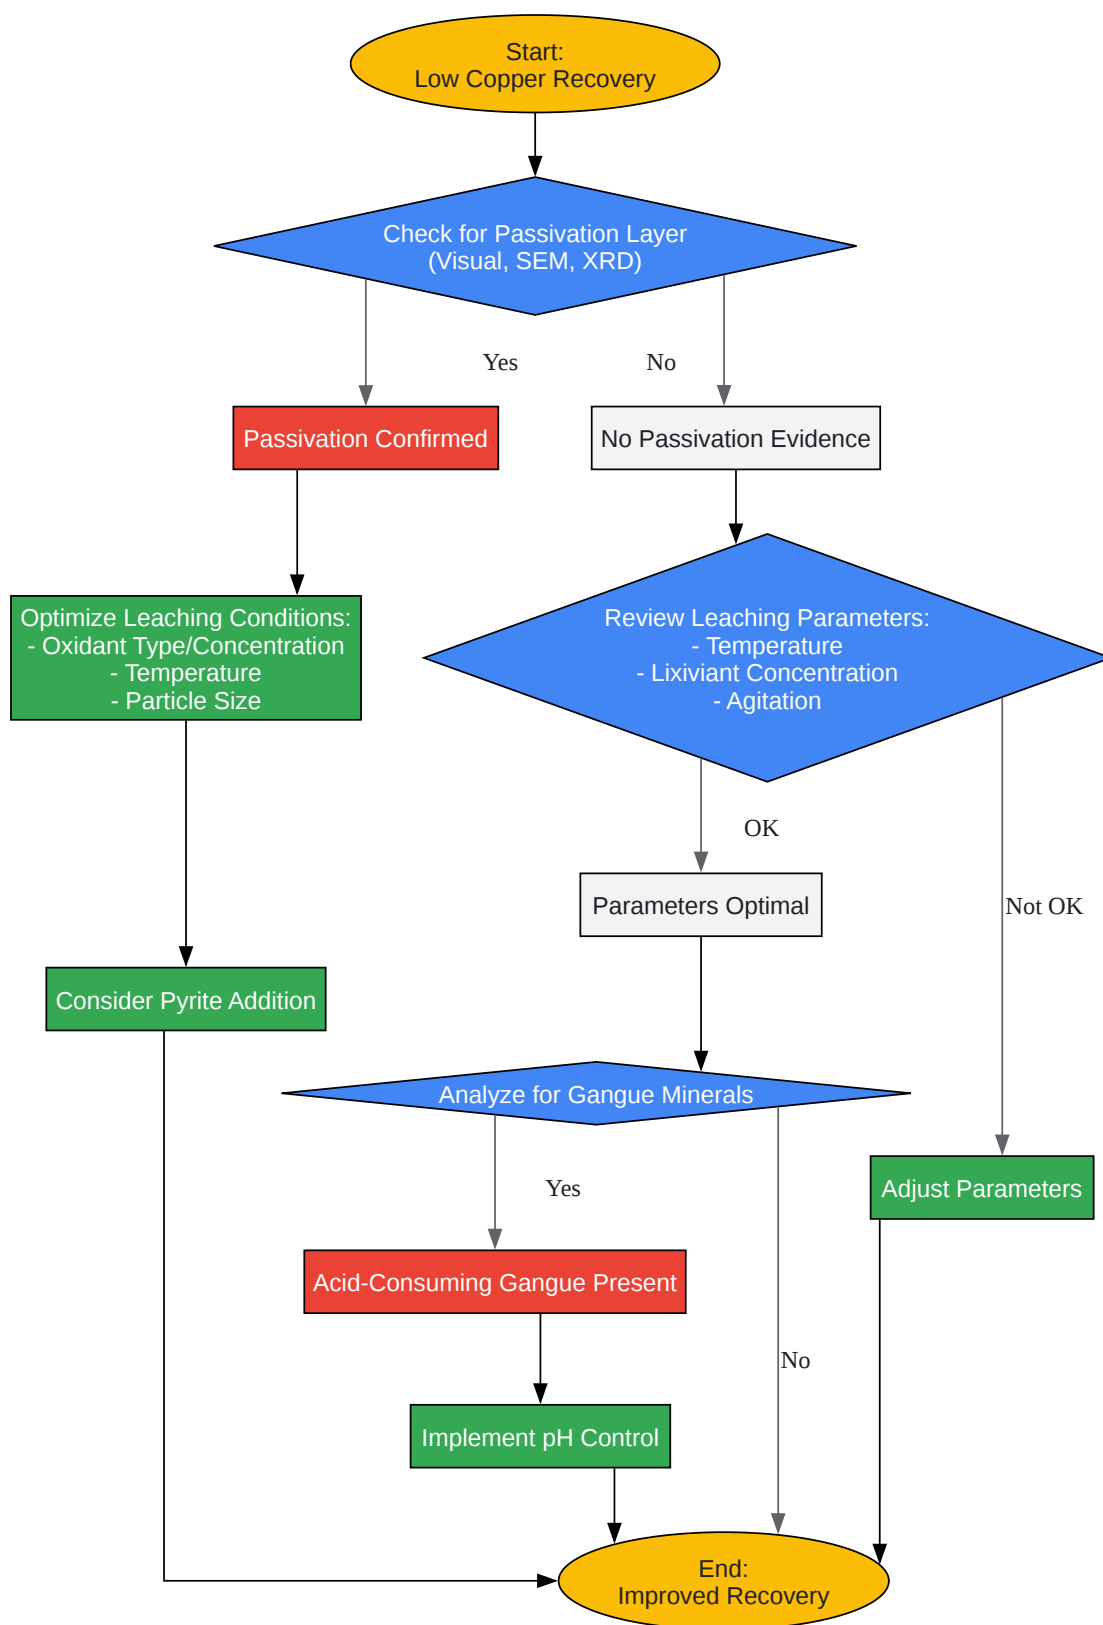 Start:
Low Copper Recovery
Check for Passivation Layer
(Visual, SEM, XRD)
Yes
No
Passivation Confirmed
No Passivation Evidence
Optimize Leaching Conditions:
- Oxidant Type/Concentration
- Temperature
- Particle Size
Review Leaching Parameters:
- Temperature
- Lixiviant Concentration
- Agitation
OK
Parameters Optimal
Not OK
Consider Pyrite Addition
Analyze for Gangue Minerals
Yes
Adjust Parameters
Acid-Consuming Gangue Present
No
Implement pH Control
End:
Improved Recovery